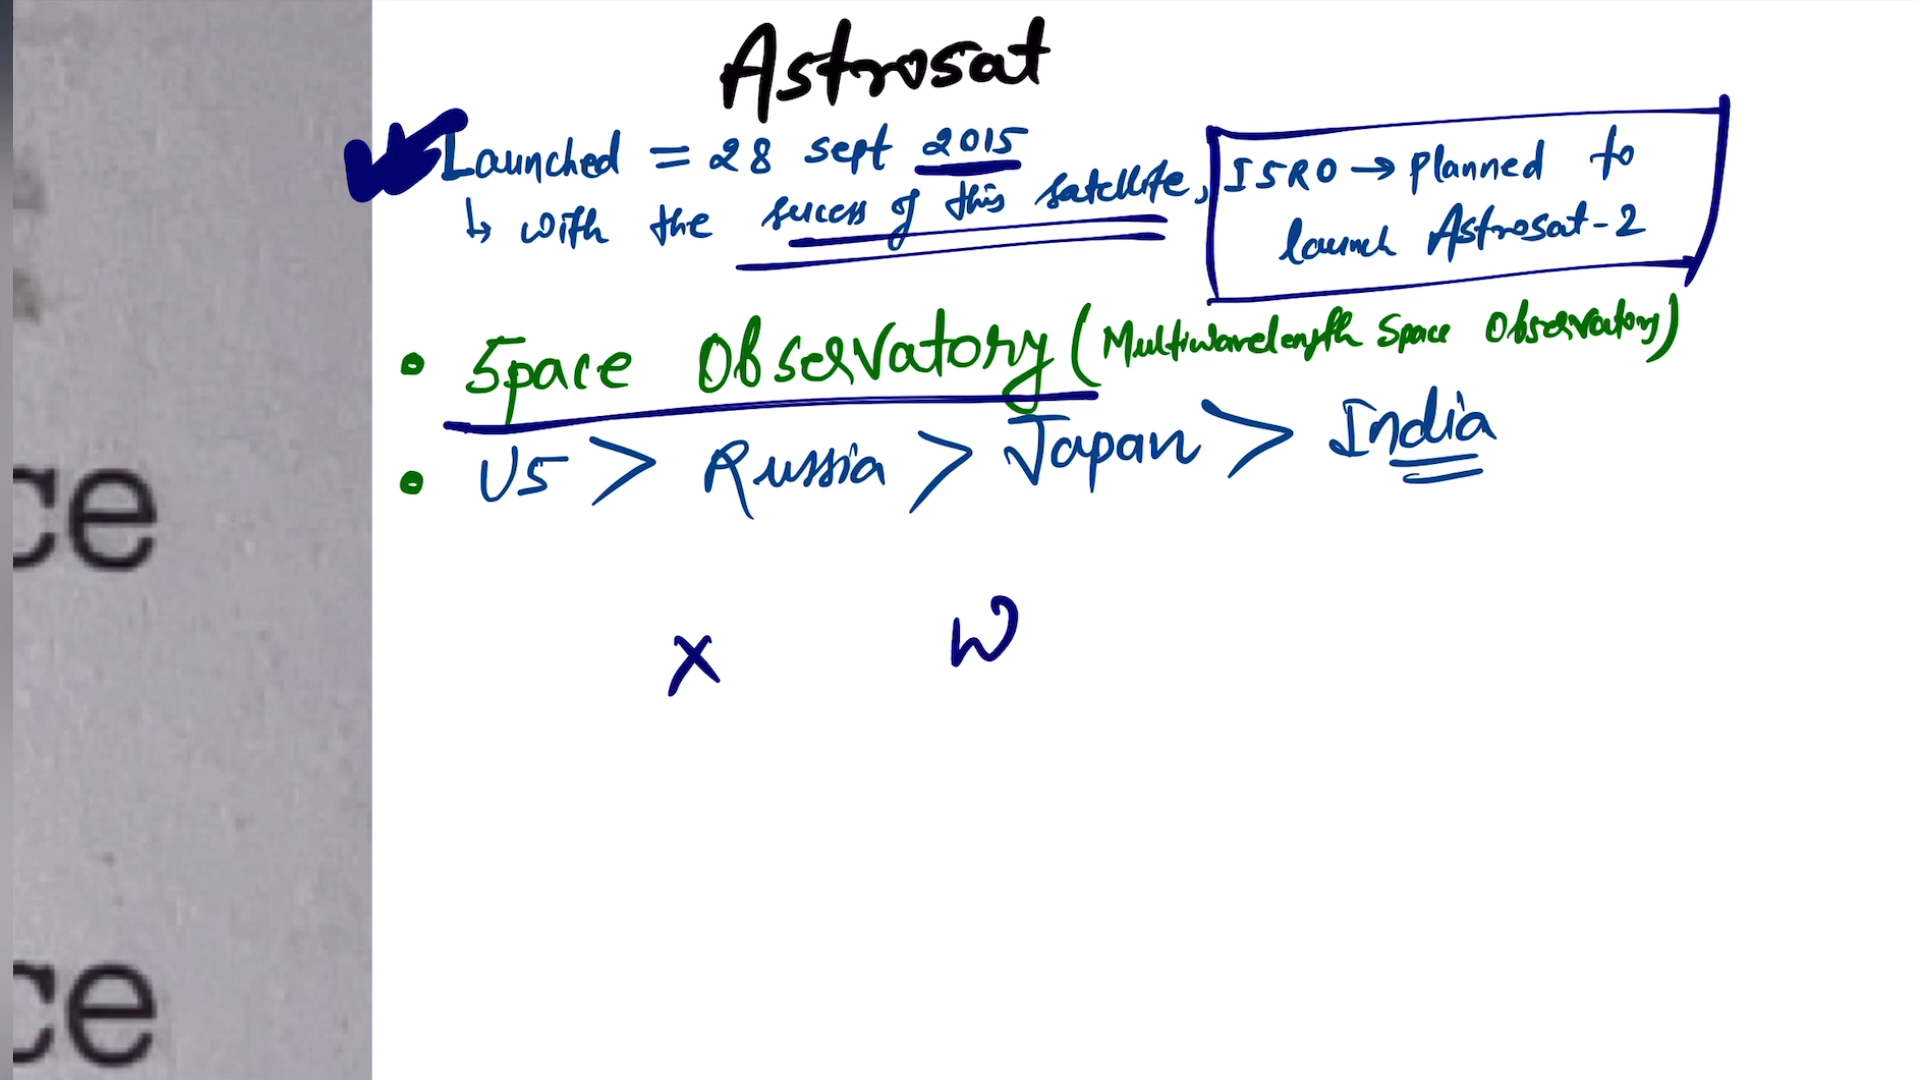 Astrosat
Launched = 28 sept 2015
↳ with the sucess of this satellite, ISRO → planned to
launch Astrosat-2
• Space Observatory (Multiwavelength Space Observatory)
• US > Russia > Japan > India
ce
x W
ce